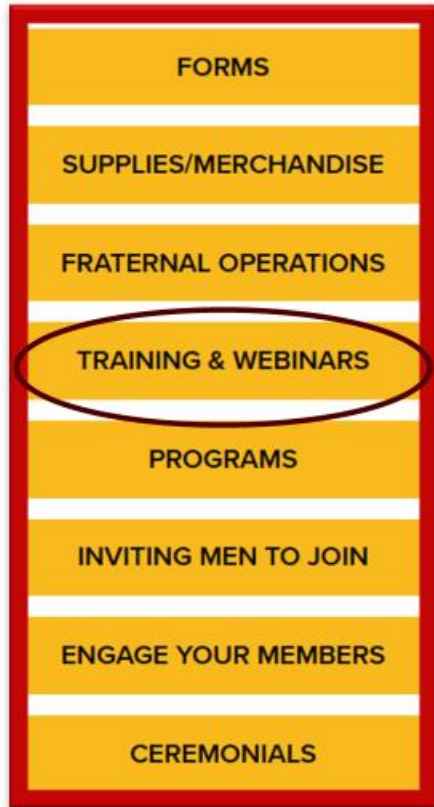 FORMS
SUPPLIES/MERCHANDISE
FRATERNAL OPERATIONS
TRAINING & WEBINARS
PROGRAMS
INVITING MEN TO JOIN
ENGAGE YOUR MEMBERS
CEREMONIALS